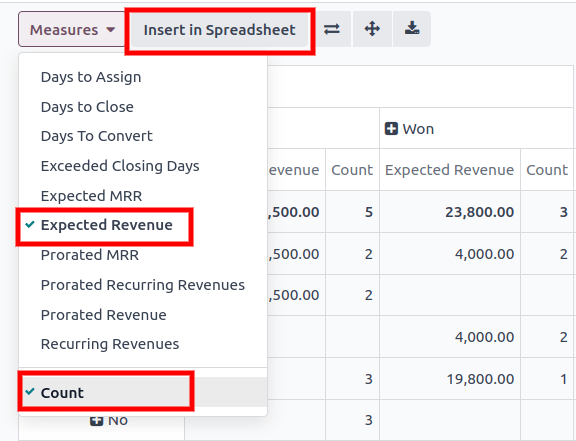 Measures Insert in Spreadsheet
Days to Assign
Days to Close
Days To Convert
Won
Exceeded Closing Days evenue Count Expected Revenue Count
Expected MRR
Expected Revenue ,500.00 5 23,800.00 3
Prorated MRR ,500.00 2 4,000.00 2
Prorated Recurring Revenues ,500.00 2
Prorated Revenue
Recurring Revenues 4,000.00 2
Count 3 19,800.00 1
No 3